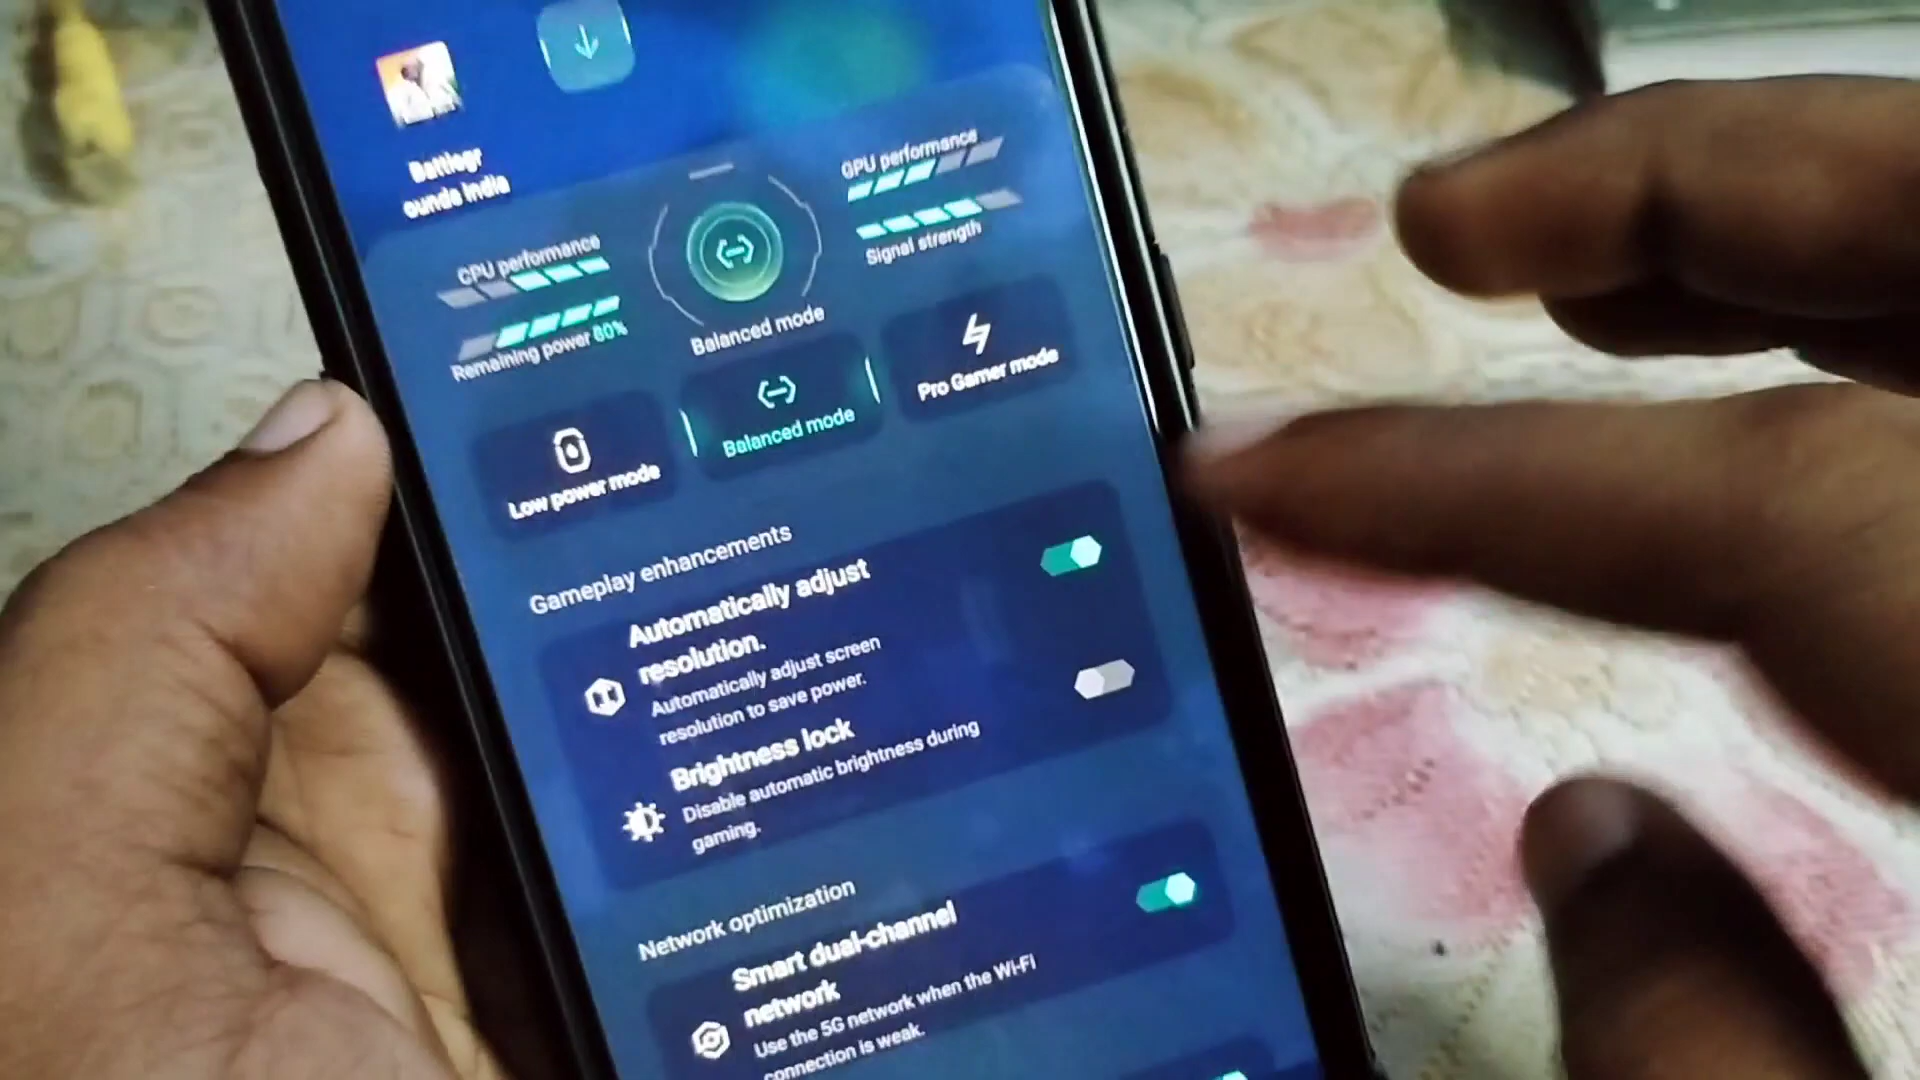 Battlegr
ounds India
CPU performance
Remaining power 80%
Balanced mode
GPU performance
Signal strength
Low power mode
Balanced mode
Pro Gamer mode
Gameplay enhancements
Automatically adjust
resolution.
Automatically adjust screen
resolution to save power.
Brightness lock
Disable automatic brightness during
gaming.
Network optimization
Smart dual-channel
network
Use the 5G network when the Wi-Fi
connection is weak.